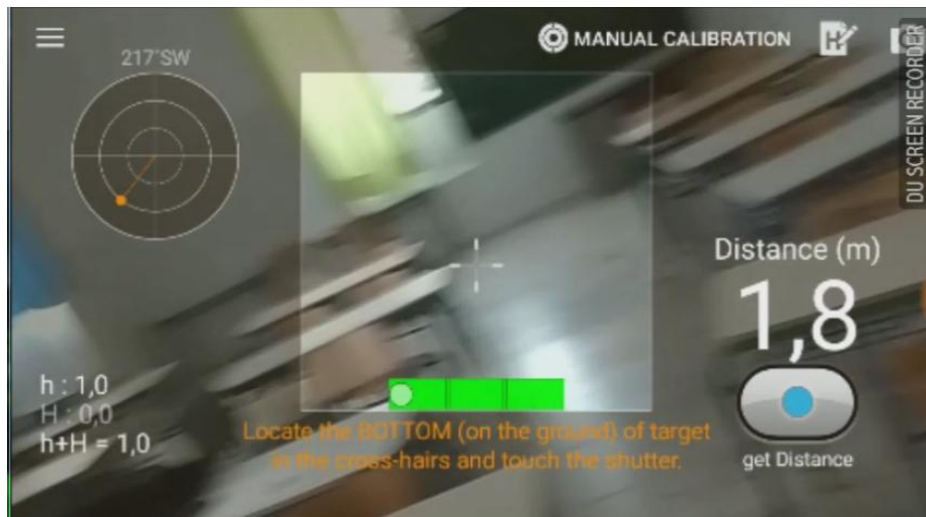 MANUAL CALIBRATION
217°SW
DU SCREEN RECORDER
Distance (m)
1,8
h : 1,0
H : 0,0
h+H = 1,0
Locate the BOTTOM (on the ground) of target
in the cross-hairs and touch the shutter.
get Distance